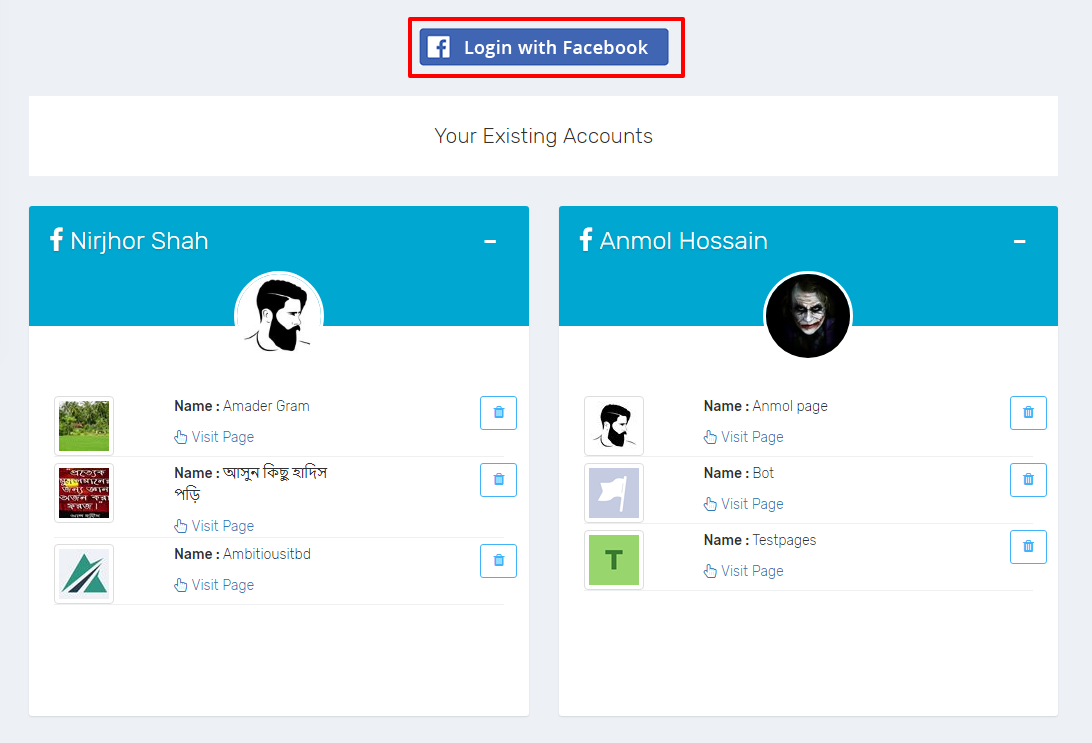 Login with Facebook
Your Existing Accounts
Nirjhor Shah
Name : Amader Gram
Visit Page
Name : আসুন কিছু হাদিস
পড়ি
Visit Page
Name : Ambitiousitbd
Visit Page
Anmol Hossain
Name : Anmol page
Visit Page
Name : Bot
Visit Page
Name : Testpages
T
Visit Page